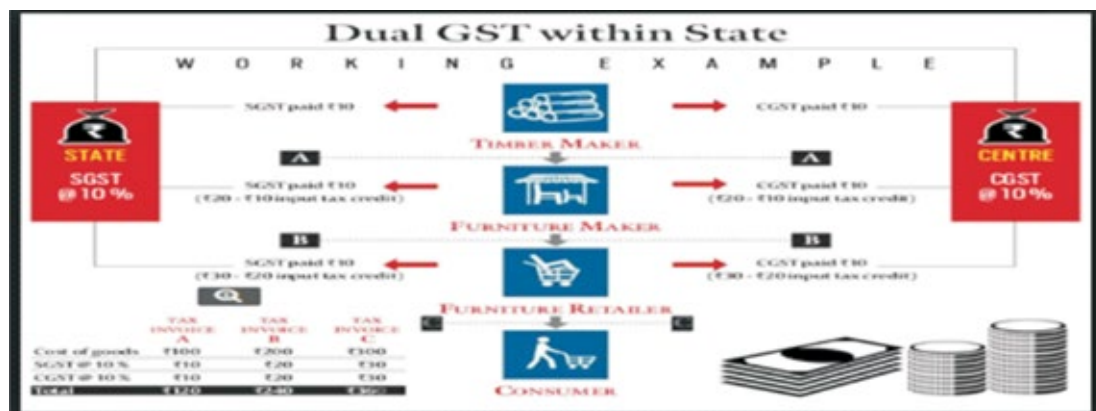 Dual GST within State
WORKING EXAMPLE
SGST paid ₹10
CGST paid ₹10
STATE
SGST
@ 10 %
CENTRE
CGST
@ 10 %
TIMBER MAKER
A
A
SGST paid ₹10
(₹20 - ₹10 input tax credit)
CGST paid ₹10
(₹20 - ₹10 input tax credit)
FURNITURE MAKER
B
B
SGST paid ₹10
(₹30 - ₹20 input tax credit)
CGST paid ₹10
(₹30 - ₹20 input tax credit)
FURNITURE RETAILER
C
C
CONSUMER
TAX INVOICE A
TAX INVOICE B
TAX INVOICE C
Cost of goods ₹100 ₹200 ₹300
SGST @ 10 % ₹10 ₹20 ₹30
CGST @ 10 % ₹10 ₹20 ₹30
Total ₹120 ₹240 ₹360